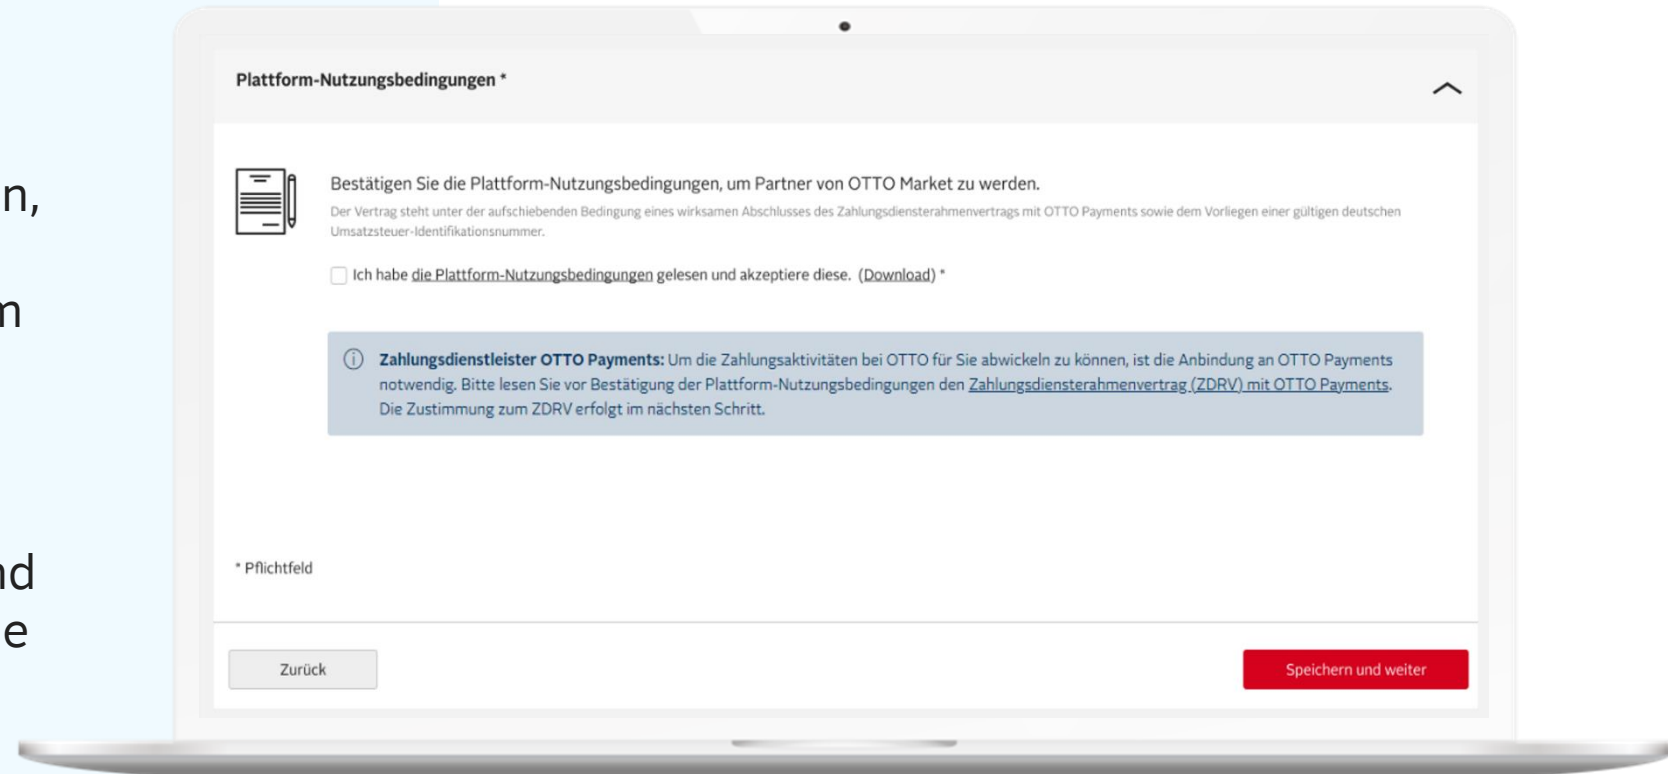 Plattform-Nutzungsbedingungen *
Bestätigen Sie die Plattform-Nutzungsbedingungen, um Partner von OTTO Market zu werden.
Der Vertrag steht unter der aufschiebenden Bedingung eines wirksamen Abschlusses des Zahlungsdiensterahmenvertrags mit OTTO Payments sowie dem Vorliegen einer gültigen deutschen
Umsatzsteuer-Identifikationsnummer.
Ich habe die Plattform-Nutzungsbedingungen gelesen und akzeptiere diese. (Download) *
Zahlungsdienstleister OTTO Payments: Um die Zahlungsaktivitäten bei OTTO für Sie abwickeln zu können, ist die Anbindung an OTTO Payments
notwendig. Bitte lesen Sie vor Bestätigung der Plattform-Nutzungsbedingungen den Zahlungsdiensterahmenvertrag (ZDRV) mit OTTO Payments.
Die Zustimmung zum ZDRV erfolgt im nächsten Schritt.
* Pflichtfeld
Zurück
Speichern und weiter